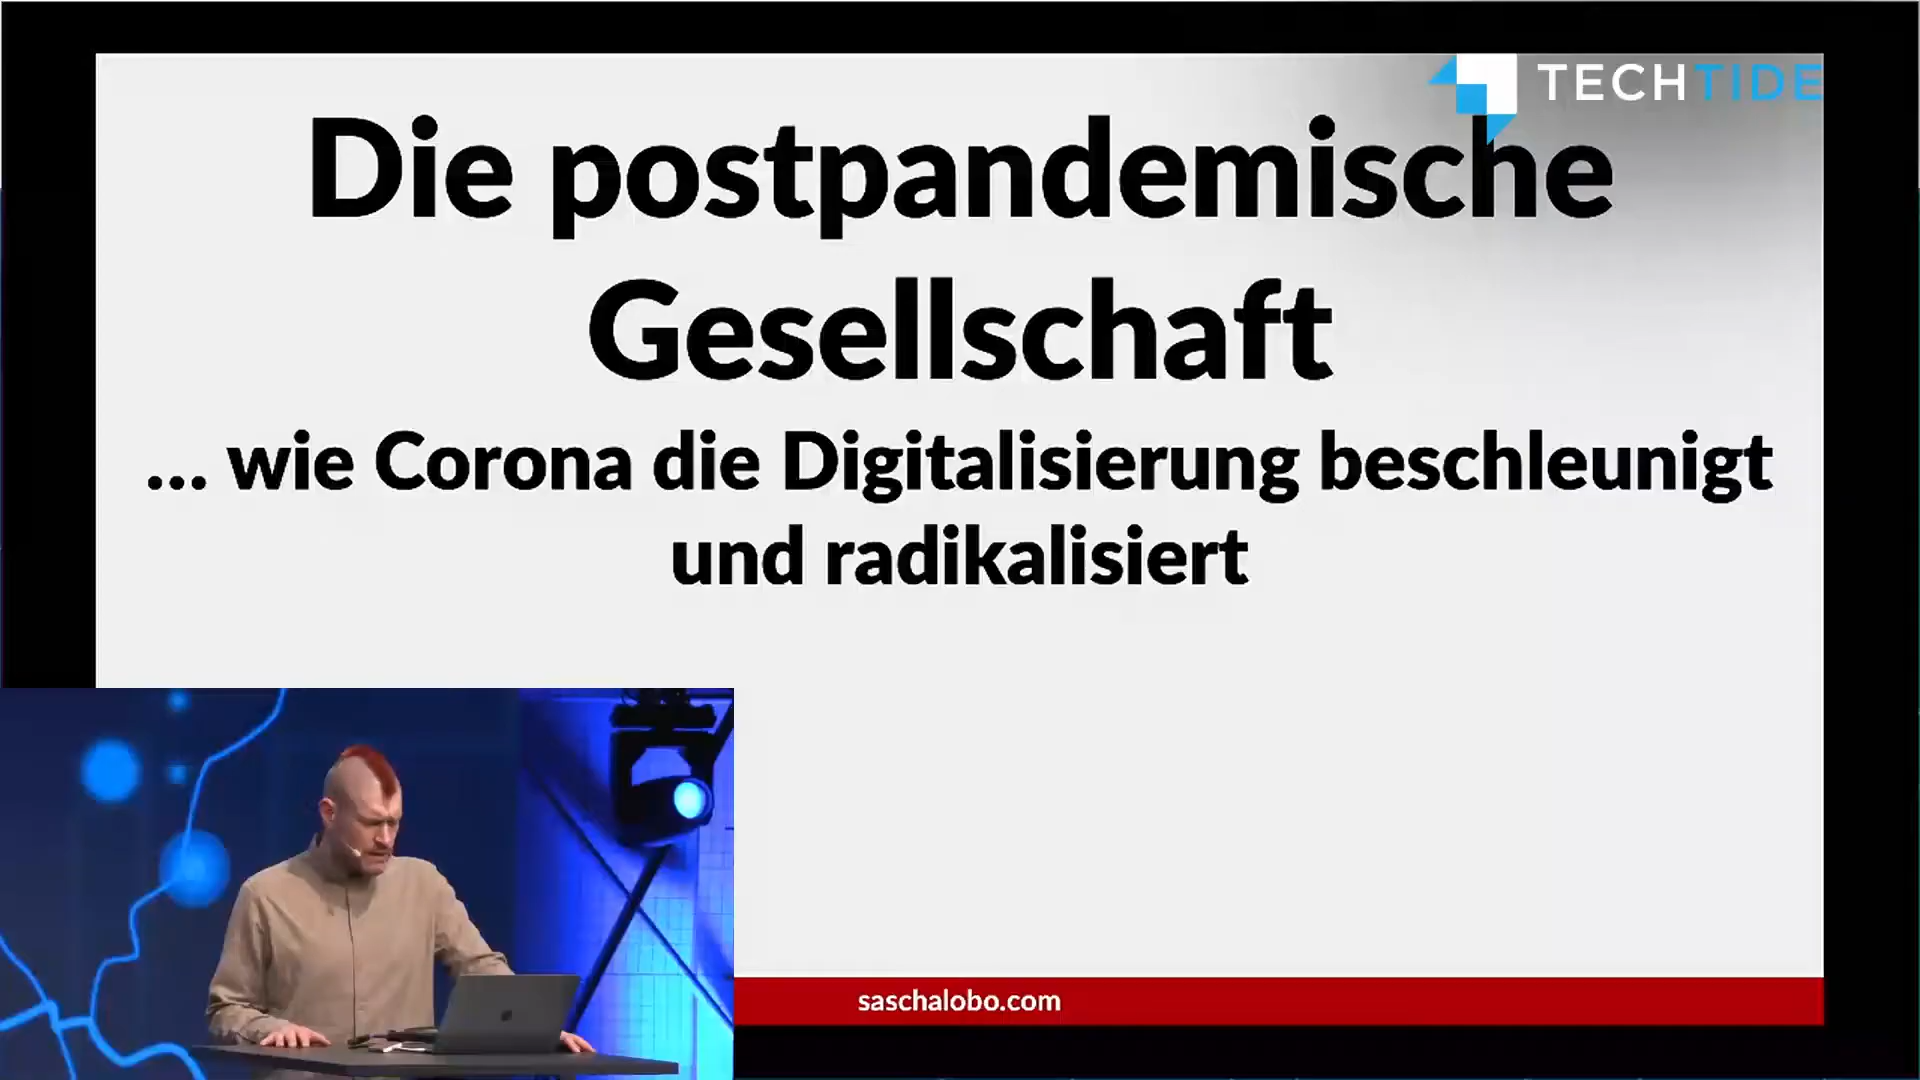 TECHTIDE
Die postpandemische
Gesellschaft
... wie Corona die Digitalisierung beschleunigt
und radikalisiert
saschalobo.com